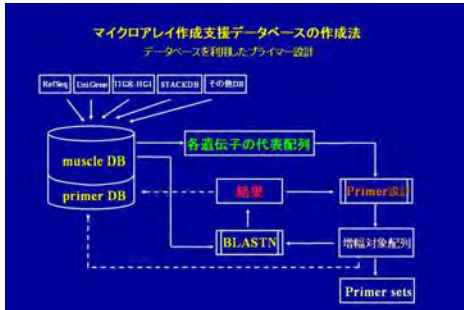 マイクロアレイ作成支援データベースの作成法
データベースを利用したプライマー設計
RefSeq UniGene TIGR-HGI STACKDB その他DB
各遺伝子の代表配列
muscle DB
結果 Primer設計
primer DB
BLASTN 増幅対象配列
Primer sets